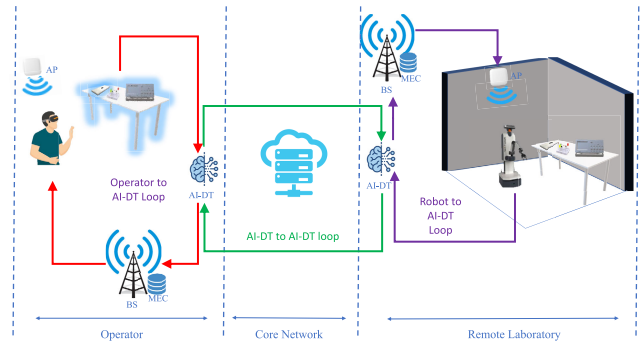 BS
MEC
AP
AP
Operator to
AI-DT Loop
AI-DT
AI-DT
Robot to
AI-DT
Loop
AI-DT to AI-DT loop
BS
MEC
Operator
Core Network
Remote Laboratory